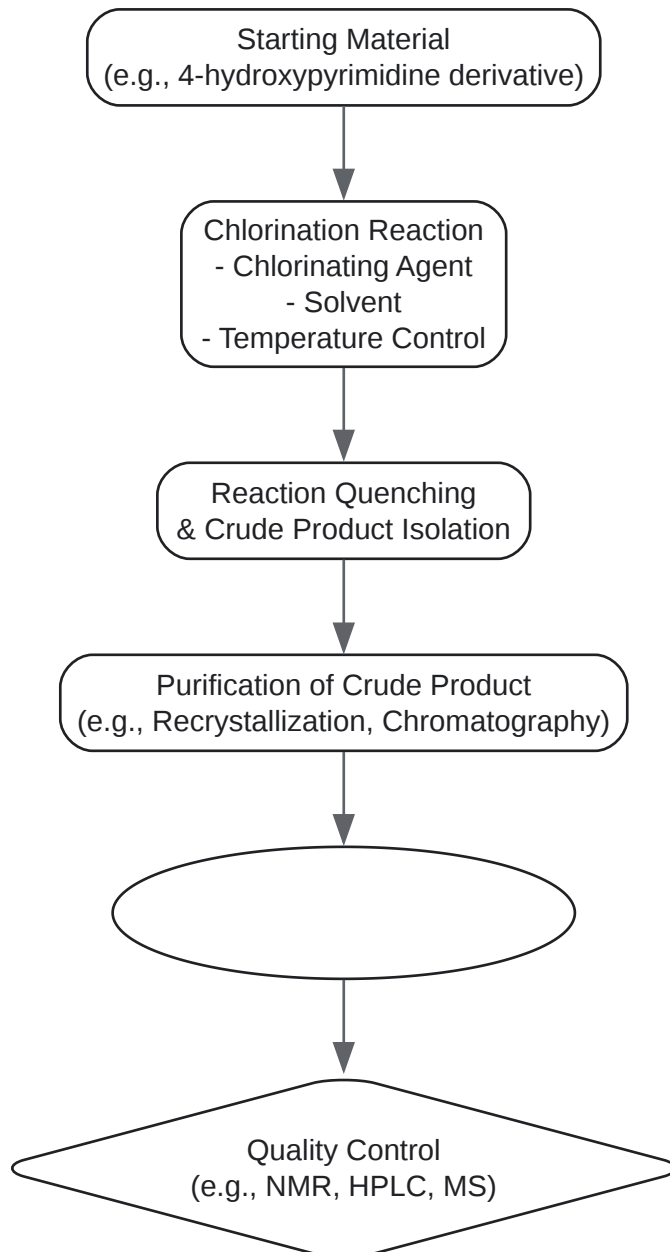 Starting Material
(e.g., 4-hydroxypyrimidine derivative)
Chlorination Reaction
- Chlorinating Agent
- Solvent
- Temperature Control
Reaction Quenching
& Crude Product Isolation
Purification of Crude Product
(e.g., Recrystallization, Chromatography)
Quality Control
(e.g., NMR, HPLC, MS)